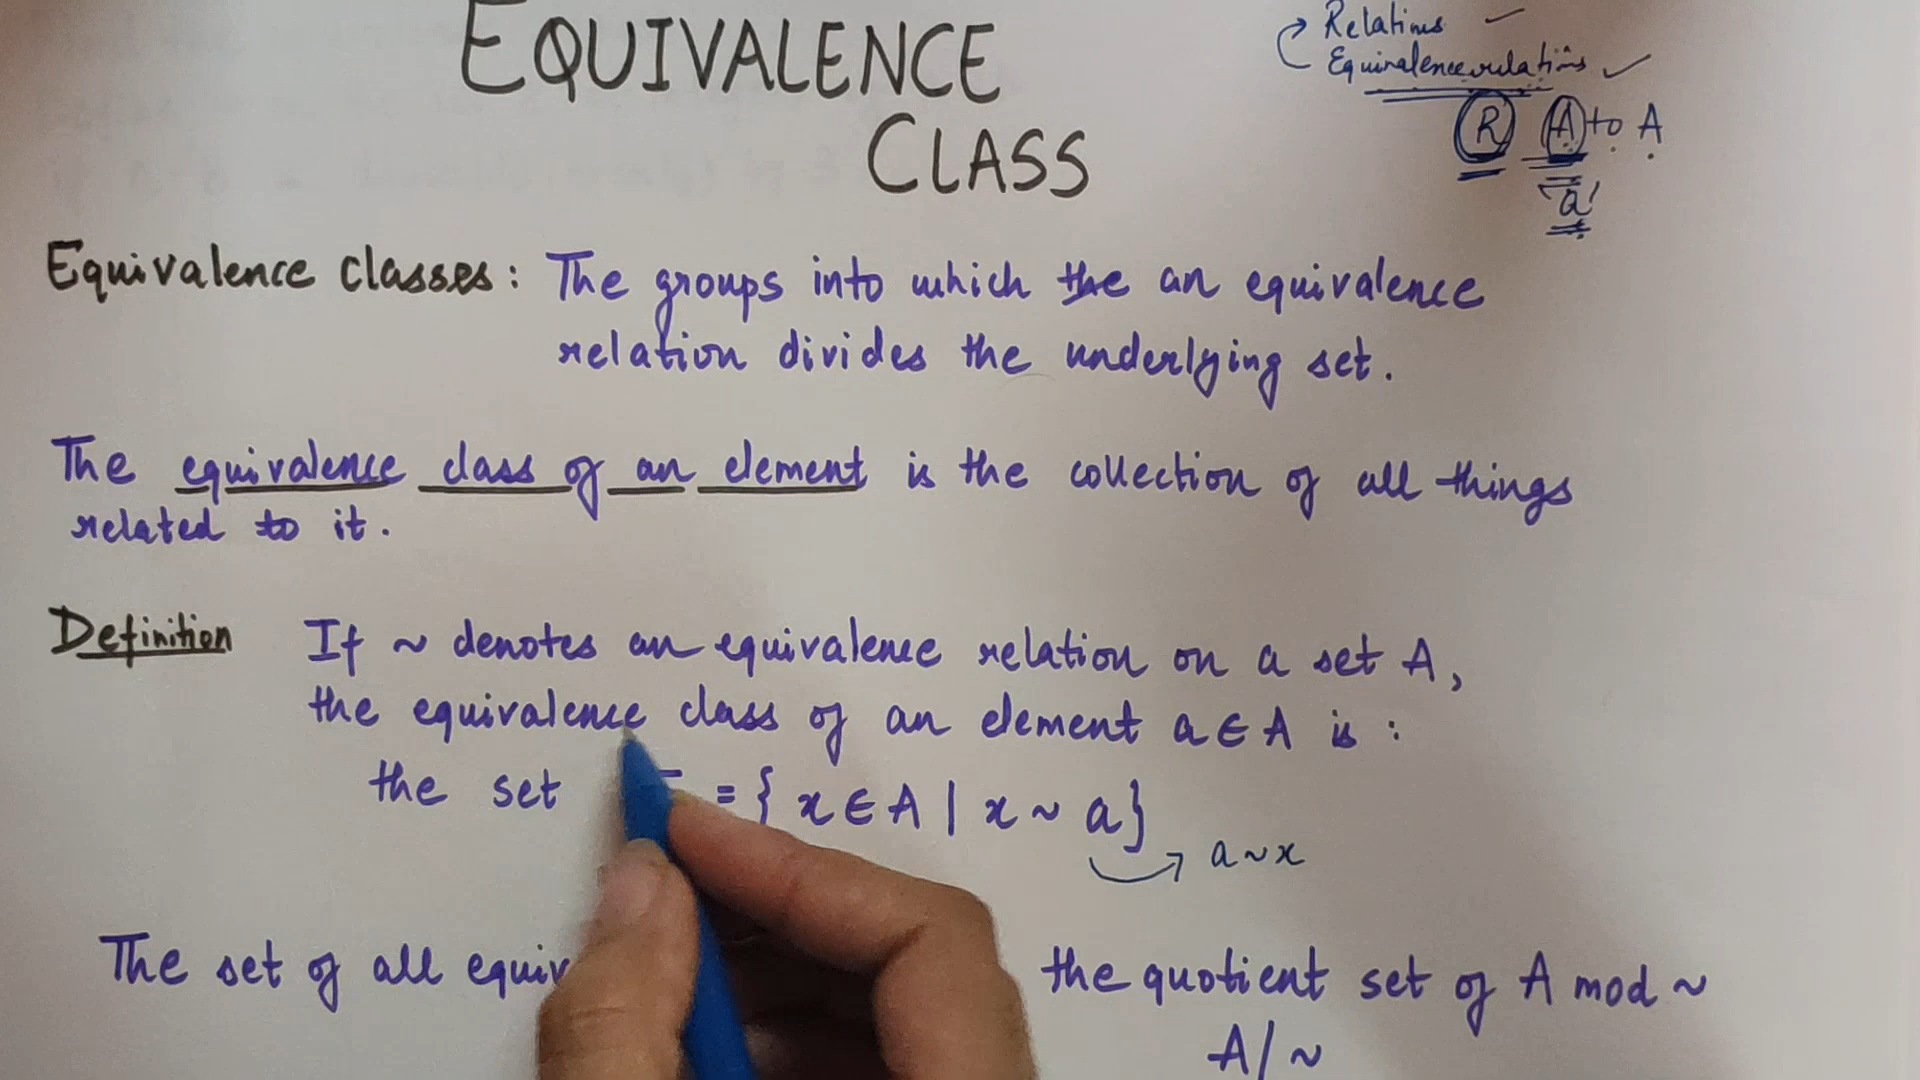 EQUIVALENCE
CLASS
Relations ✓
Equivalence relations ✓
R A to A
a
Equivalence Classes: The groups into which the an equivalence
relation divides the underlying set.
The equivalence class of an element is the collection of all things
related to it.
Definition If ~ denotes an equivalence relation on a set A,
the equivalence class of an element a ∈ A is :
the set = { x ∈ A | x ~ a}
a ~ x
The set of all the quotient set of A mod ~
A/~